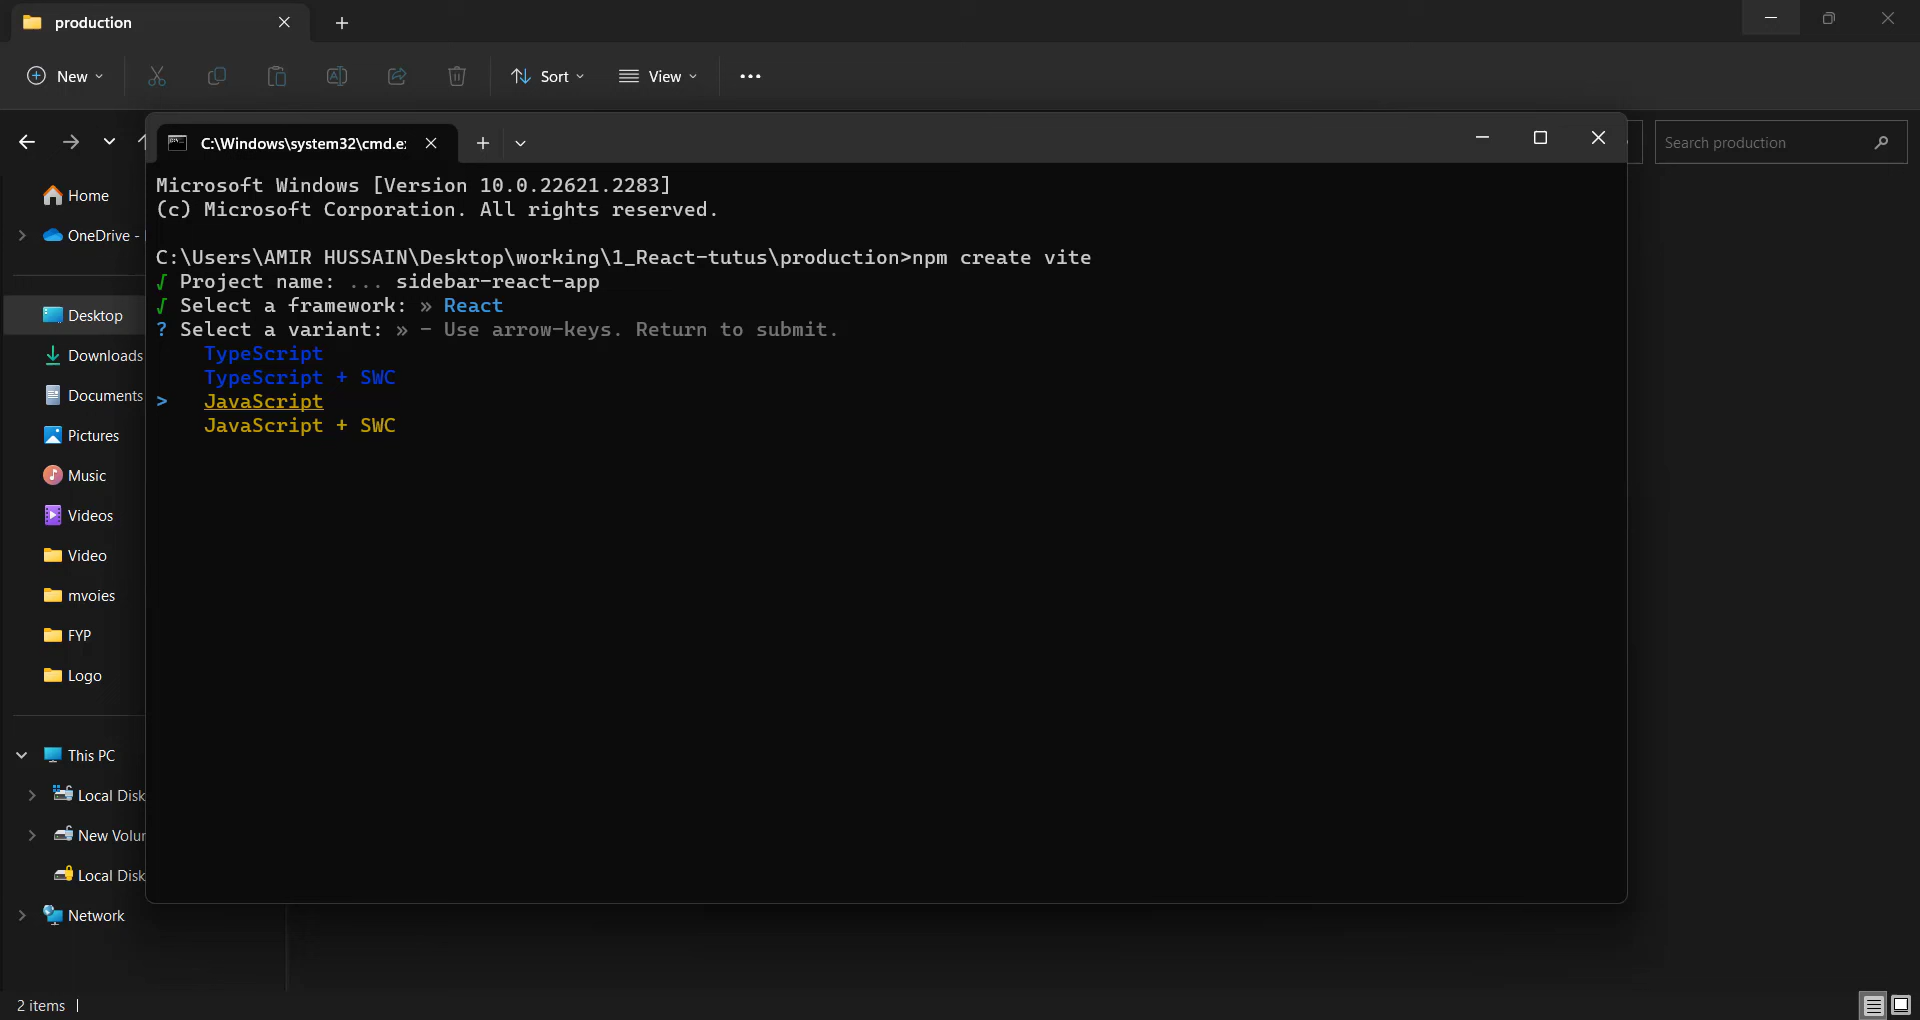 production
New
Sort
View
C:\Windows\system32\cmd.e
Search production
Home
OneDrive -
Desktop
Downloads
Documents
Pictures
Music
Videos
Video
mvoies
FYP
Logo
This PC
Local Disk
New Volu
Local Disk
Network
Microsoft Windows [Version 10.0.22621.2283]
(c) Microsoft Corporation. All rights reserved.
C:\Users\AMIR HUSSAIN\Desktop\working\1_React-tutus\production>npm create vite
√ Project name: ... sidebar-react-app
√ Select a framework: » React
? Select a variant: » - Use arrow-keys. Return to submit.
TypeScript
TypeScript + SWC
> JavaScript
JavaScript + SWC
2 items